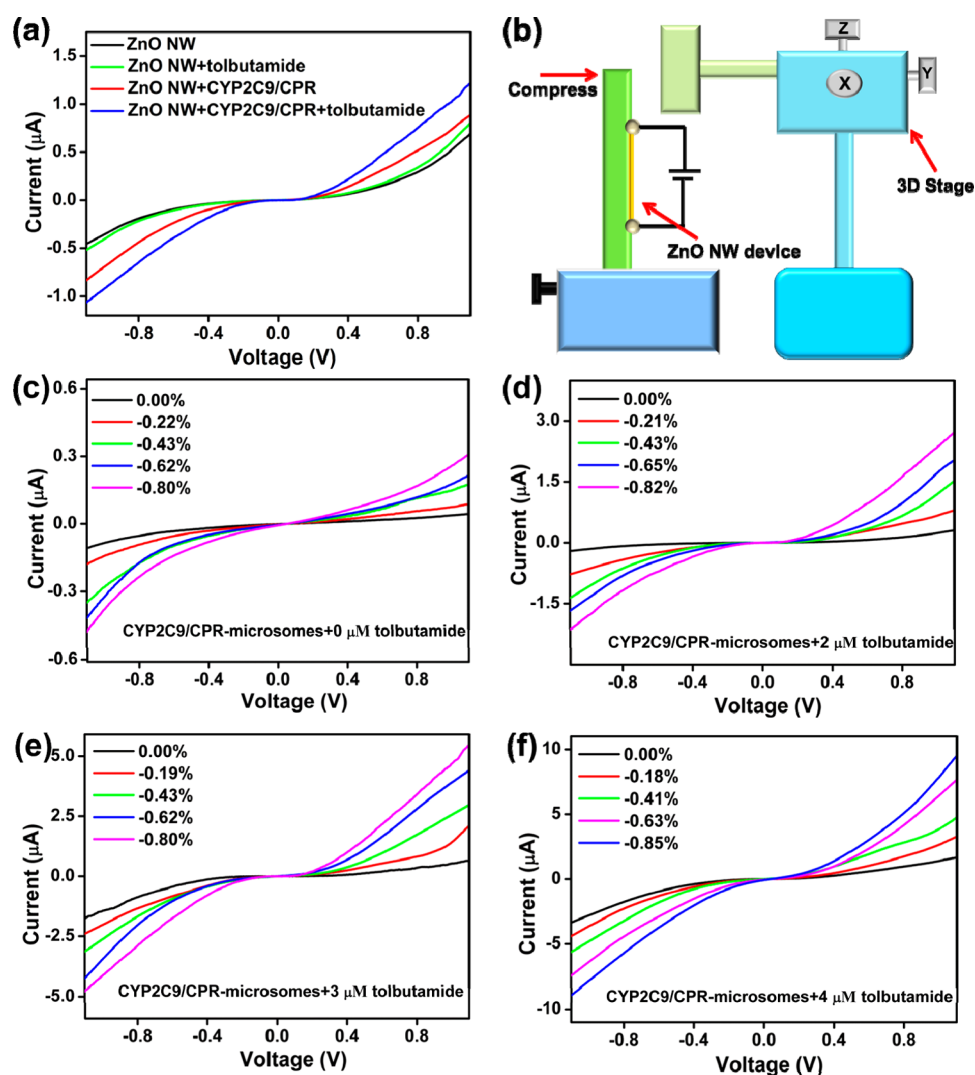 (a)
ZnO NW
ZnO NW+tolbutamide
ZnO NW+CYP2C9/CPR
ZnO NW+CYP2C9/CPR+tolbutamide
Current (μA)
1.5
1.0
0.5
0.0
-0.5
-1.0
-0.8 -0.4 0.0 0.4 0.8
Voltage (V)
(b)
Compress
Z
X
Y
3D Stage
ZnO NW device
(c)
0.00%
-0.22%
-0.43%
-0.62%
-0.80%
Current (μA)
0.6
0.3
0.0
-0.3
-0.6
CYP2C9/CPR-microsomes+0 μM tolbutamide
-0.8 -0.4 0.0 0.4 0.8
Voltage (V)
(d)
0.00%
-0.21%
-0.43%
-0.65%
-0.82%
Current (μA)
3.0
1.5
0.0
-1.5
CYP2C9/CPR-microsomes+2 μM tolbutamide
-0.8 -0.4 0.0 0.4 0.8
Voltage (V)
(e)
0.00%
-0.19%
-0.43%
-0.62%
-0.80%
Current (μA)
5.0
2.5
0.0
-2.5
-5.0
CYP2C9/CPR-microsomes+3 μM tolbutamide
-0.8 -0.4 0.0 0.4 0.8
Voltage (V)
(f)
0.00%
-0.18%
-0.41%
-0.63%
-0.85%
Current (μA)
10
5
0
-5
-10
CYP2C9/CPR-microsomes+4 μM tolbutamide
-0.8 -0.4 0.0 0.4 0.8
Voltage (V)